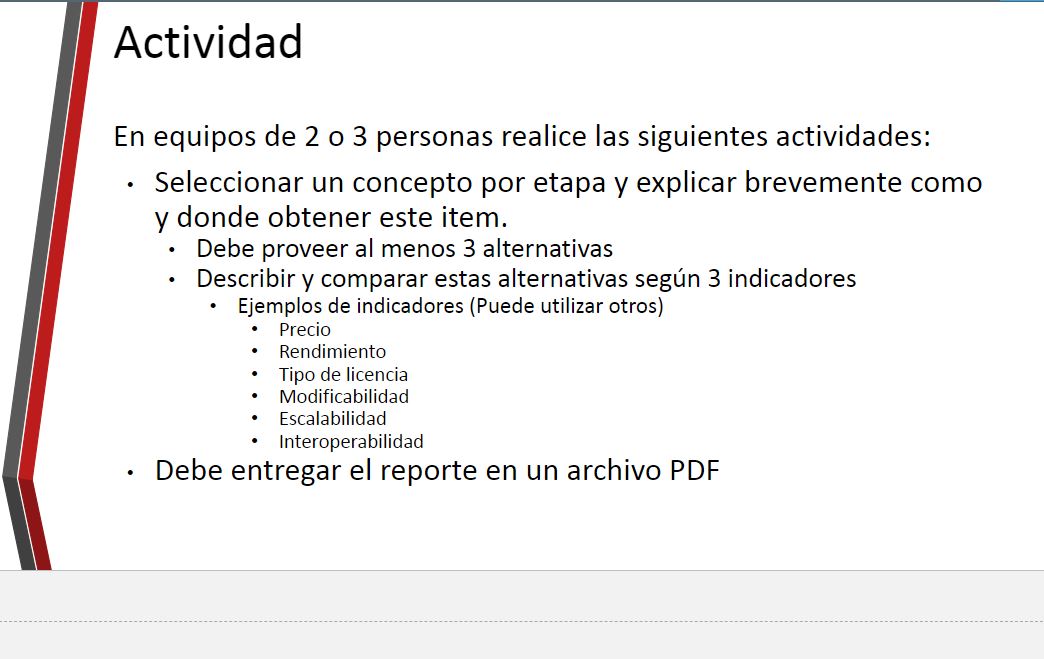 Actividad
En equipos de 2 o 3 personas realice las siguientes actividades:
• Seleccionar un concepto por etapa y explicar brevemente como
y donde obtener este item.
• Debe proveer al menos 3 alternativas
• Describir y comparar estas alternativas según 3 indicadores
• Ejemplos de indicadores (Puede utilizar otros)
• Precio
• Rendimiento
• Tipo de licencia
• Modificabilidad
• Escalabilidad
• Interoperabilidad
• Debe entregar el reporte en un archivo PDF